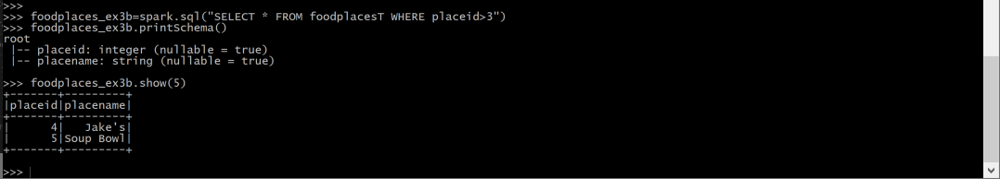 >>>
>>> foodplaces_ex3b=spark.sql("SELECT * FROM foodplacesT WHERE placeid>3")
>>> foodplaces_ex3b.printSchema()
root
 |-- placeid: integer (nullable = true)
 |-- placename: string (nullable = true)

>>> foodplaces_ex3b.show(5)
+-------+---------+
|placeid|placename|
+-------+---------+
|      4|   Jake's|
|      5|Soup Bowl|
+-------+---------+

>>>